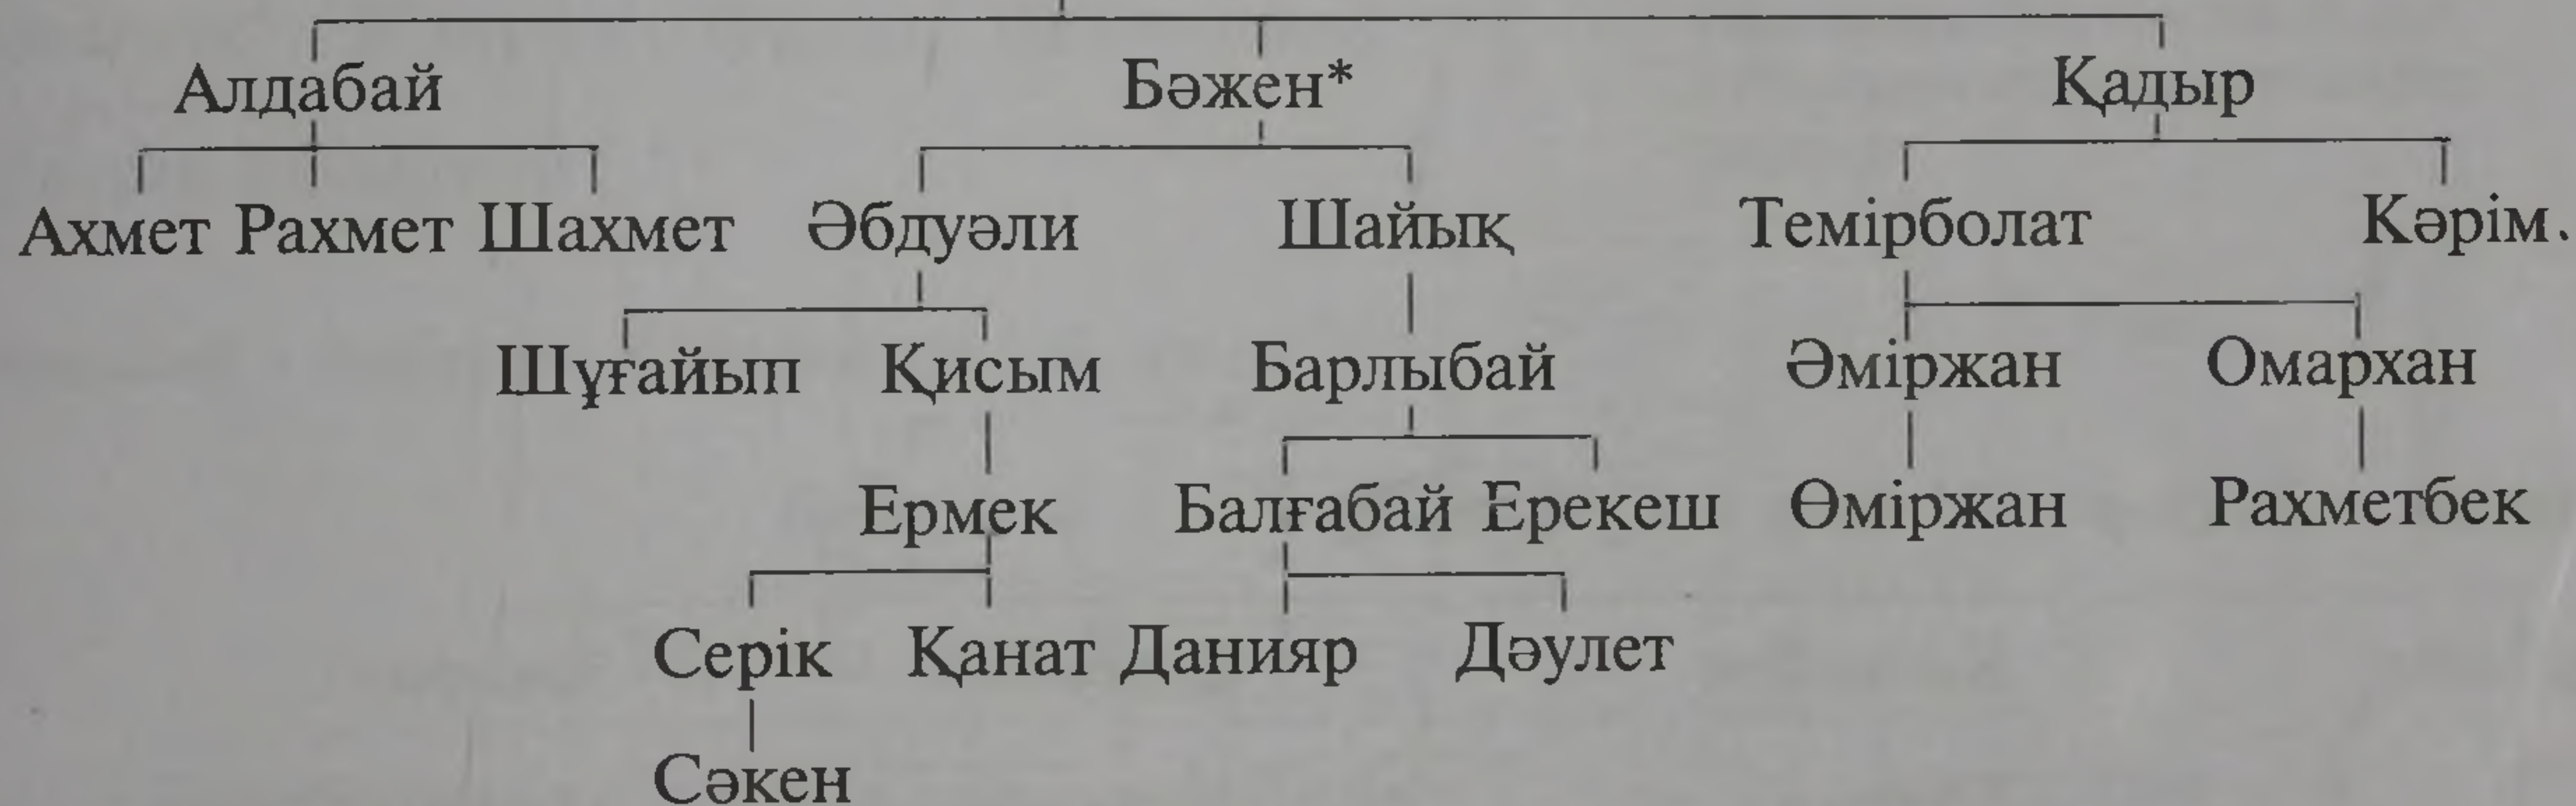 Алдабай Бәжен* Қадыр
Ахмет Рахмет Шахмет Әбдуәли Шайық Темірболат Кәрім.
Шұғайып Қисым Барлыбай Әміржан Омархан
Ермек Балғабай Ерекеш Өміржан Рахметбек
Серік Қанат Данияр Дәулет
Сәкен